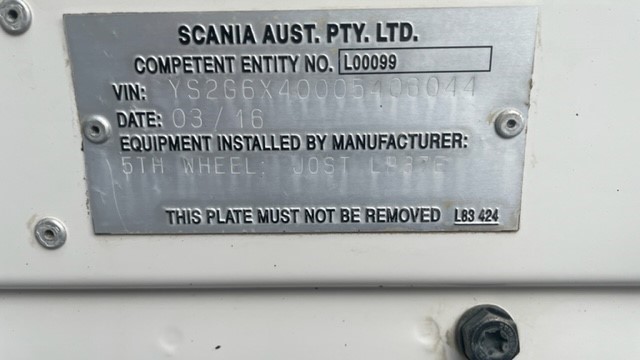 SCANIA AUST. PTY. LTD.
COMPETENT ENTITY NO. L00099
VIN: YS2G6X40005408044
DATE: 03/16
EQUIPMENT INSTALLED BY MANUFACTURER:
5TH WHEEL: JOST
THIS PLATE MUST NOT BE REMOVED L83 424